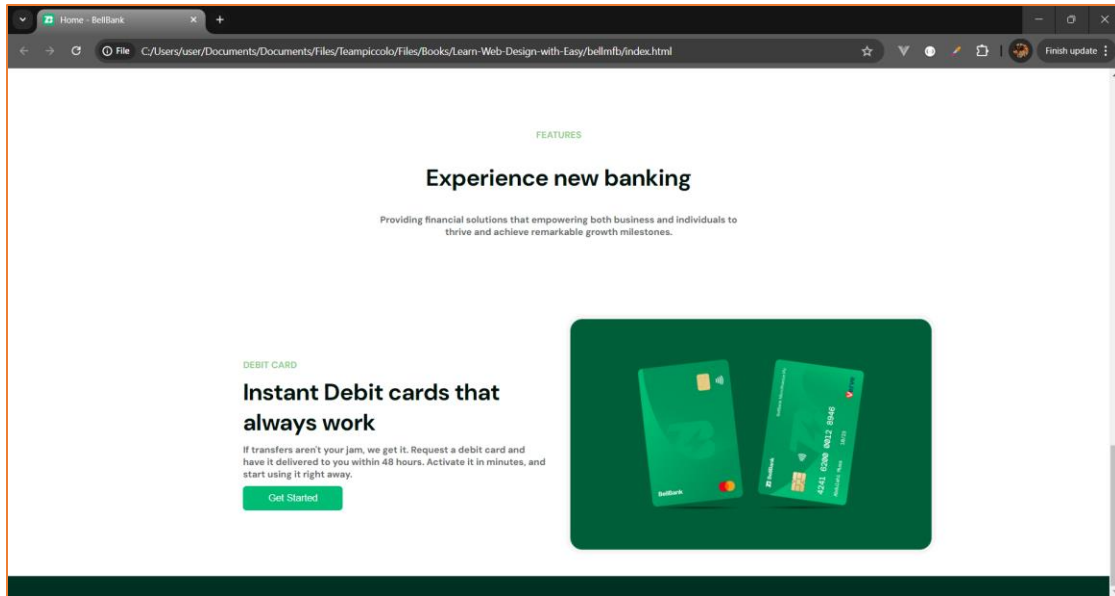 Home - BellBank
File
C:/Users/user/Documents/Documents/Files/Teampiccolo/Files/Books/Learn-Web-Design-with-Easy/bellmfb/index.html
Finish update
FEATURES
Experience new banking
Providing financial solutions that empowering both business and individuals to
thrive and achieve remarkable growth milestones.
DEBIT CARD
Instant Debit cards that
always work
If transfers aren't your jam, we get it. Request a debit card and
have it delivered to you within 48 hours. Activate it in minutes, and
start using it right away.
Get Started
BellBank
BellBank
4241 6200 0012 8946